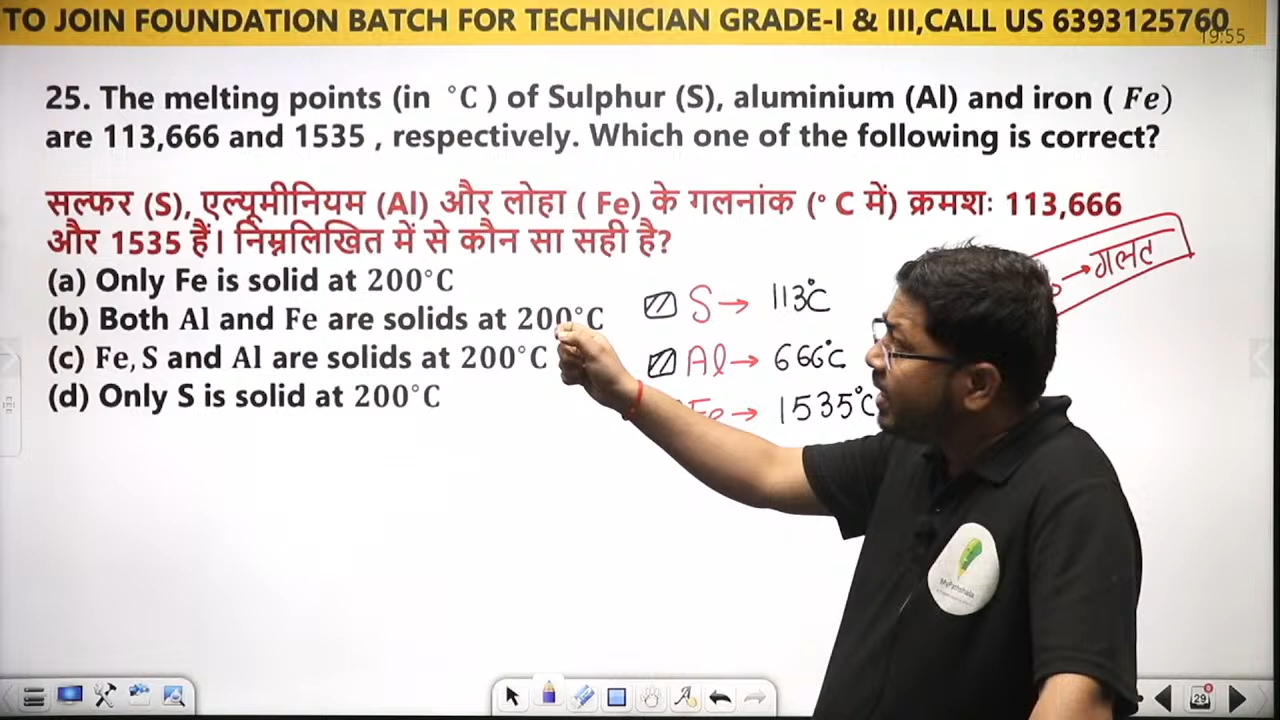 TO JOIN FOUNDATION BATCH FOR TECHNICIAN GRADE-I & III,CALL US 6393125760
19:55
25. The melting points (in °C ) of Sulphur (S), aluminium (Al) and iron ( Fe)
are 113,666 and 1535 , respectively. Which one of the following is correct?
सल्फर (S), एल्यूमीनियम (Al) और लोहा ( Fe) के गलनांक (° C में) क्रमशः 113,666
और 1535 हैं। निम्नलिखित में से कौन सा सही है?
→गलट
(a) Only Fe is solid at 200°C
S → 113°C
(b) Both Al and Fe are solids at 200°C
(c) Fe, S and Al are solids at 200°C
Al → 666°C
(d) Only S is solid at 200°C
Fe → 1535°C
MyPathshala
29